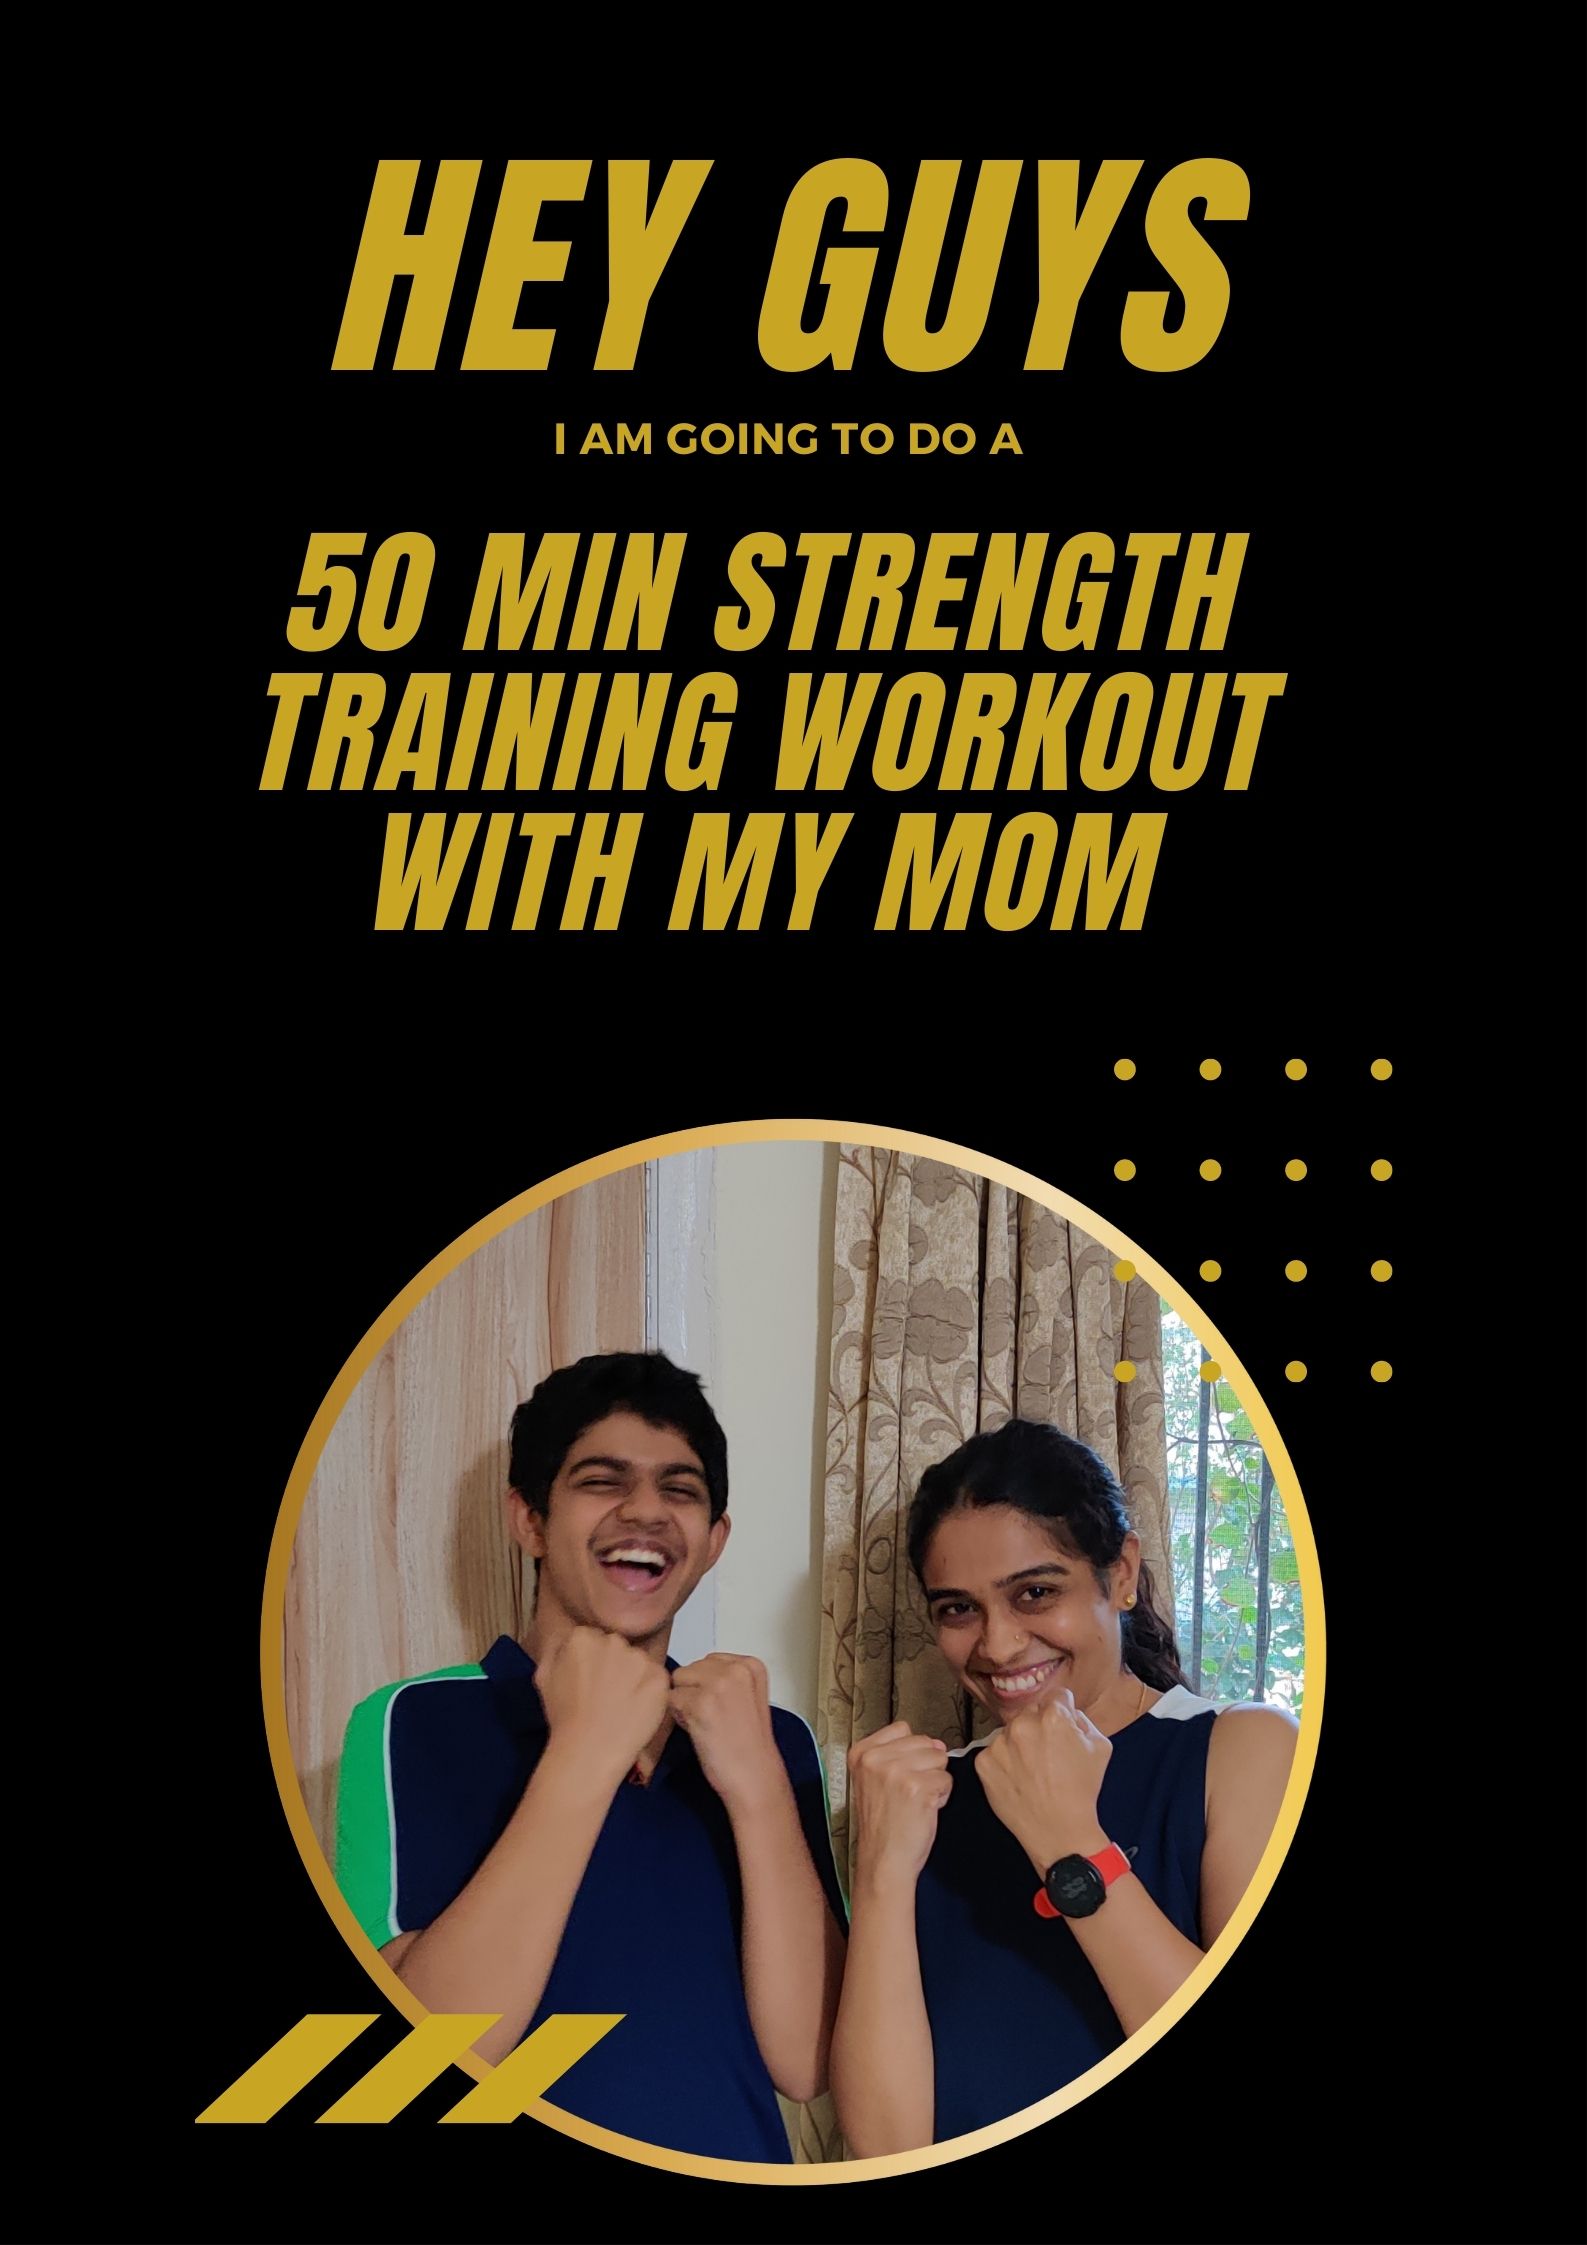 HEY GUYS
I AM GOING TO DO A
50 MIN STRENGTH
TRAINING WORKOUT
WITH MY MOM